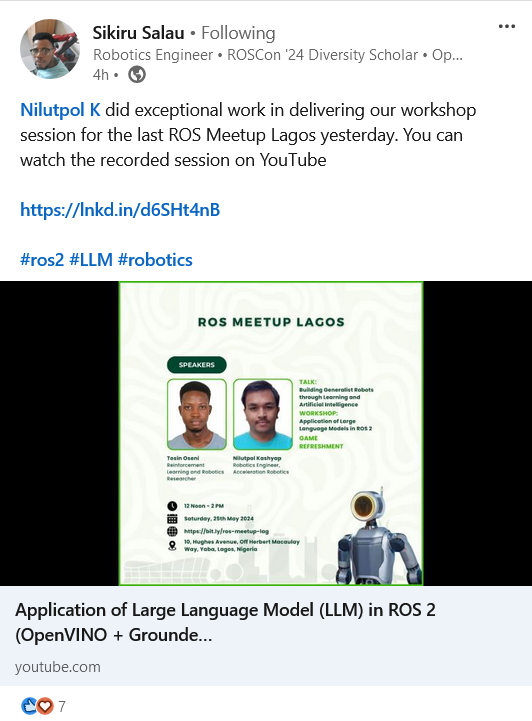 Sikiru Salau • Following
Robotics Engineer • ROSCon '24 Diversity Scholar • Op...
4h •
Nilutpol K did exceptional work in delivering our workshop
session for the last ROS Meetup Lagos yesterday. You can
watch the recorded session on YouTube
https://lnkd.in/d6SHt4nB
#ros2 #LLM #robotics
ROS MEETUP LAGOS
SPEAKERS
TALK:
Building Generalist Robots
through Learning and
Artificial Intelligence
WORKSHOP:
Application of Large
Language Models in ROS 2
GAME
REFRESHMENT
Tosin Oseni
Reinforcement
Learning and Robotics
Researcher
Nilutpol Kashyap
Robotics Engineer,
Acceleration Robotics
12 Noon - 2 PM
Saturday, 25th May 2024
https://bit.ly/ros-meetup-lag
10, Hughes Avenue, Off Herbert Macaulay
Way, Yaba, Lagos, Nigeria
Application of Large Language Model (LLM) in ROS 2
(OpenVINO + Grounde...
youtube.com
7